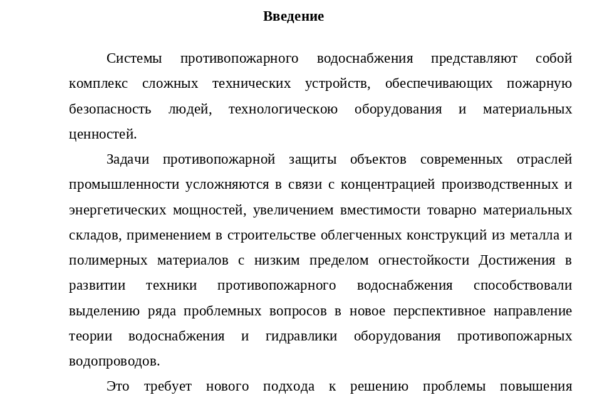 Введение
Системы противопожарного водоснабжения представляют собой
комплекс сложных технических устройств, обеспечивающих пожарную
безопасность людей, технологическою оборудования и материальных
ценностей.
Задачи противопожарной защиты объектов современных отраслей
промышленности усложняются в связи с концентрацией производственных и
энергетических мощностей, увеличением вместимости товарно материальных
складов, применением в строительстве облегченных конструкций из металла и
полимерных материалов с низким пределом огнестойкости Достижения в
развитии техники противопожарного водоснабжения способствовали
выделению ряда проблемных вопросов в новое перспективное направление
теории водоснабжения и гидравлики оборудования противопожарных
водопроводов.
Это требует нового подхода к решению проблемы повышения